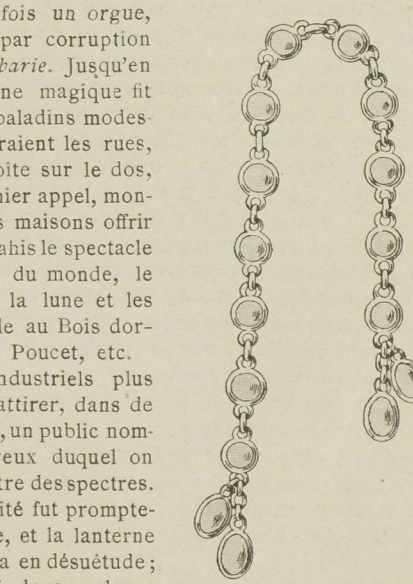 fois un orgue,
par corruption
barie. Jusqu'en
ne magique fit
paladins modes-
raient les rues,
oîte sur le dos,
nier appel, mon-
s maisons offrir
ahis le spectacle
du monde, le
la lune et les
le au Bois dor-
Poucet, etc.
ndustriels plus
attirer, dans de
, un public nom-
eux duquel on
tre des spectres.
ité fut prompte-
e, et la lanterne
a en désuétude;